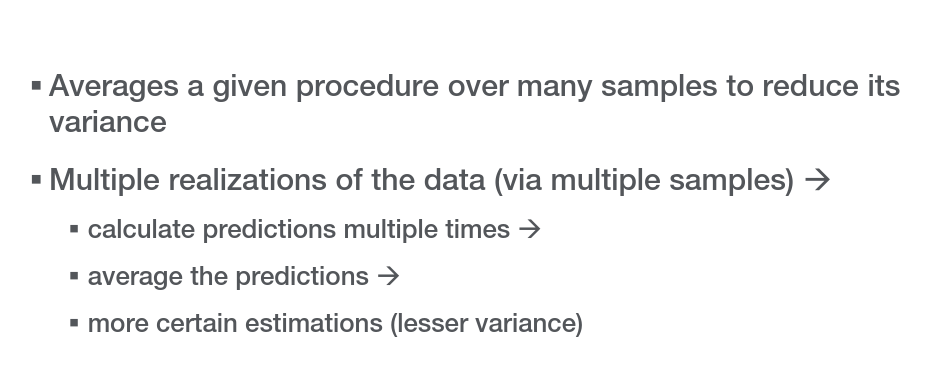 ▪ Averages a given procedure over many samples to reduce its
variance
▪ Multiple realizations of the data (via multiple samples) →
▪ calculate predictions multiple times →
▪ average the predictions →
▪ more certain estimations (lesser variance)